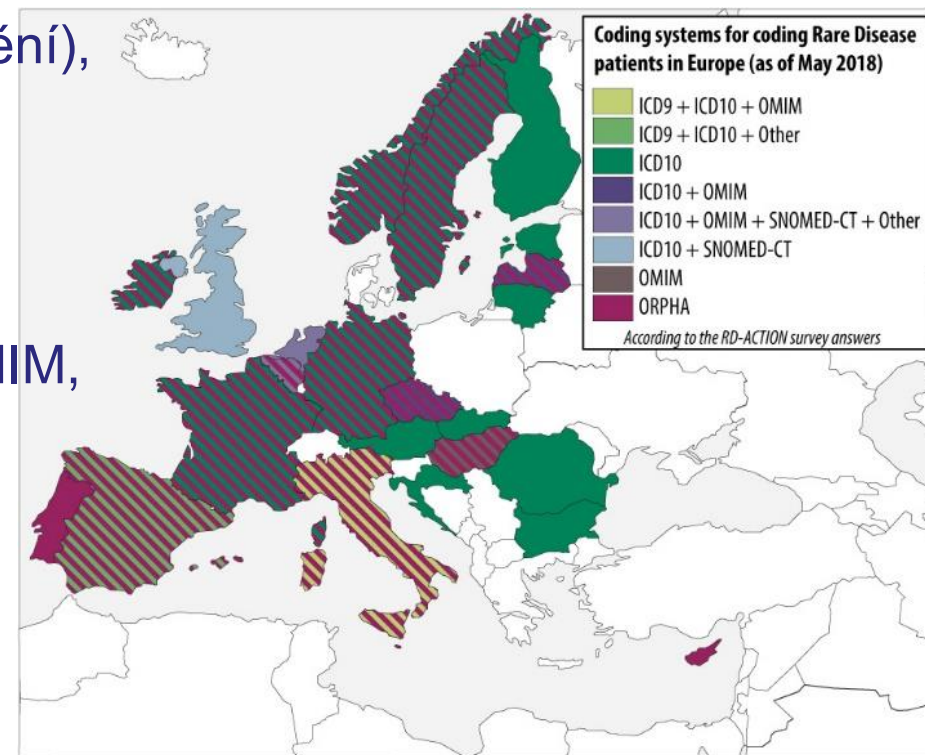 ění),
MIM,
Coding systems for coding Rare Disease
patients in Europe (as of May 2018)
ICD9 + ICD10 + OMIM
ICD9 + ICD10 + Other
ICD10
ICD10 + OMIM
ICD10 + OMIM + SNOMED-CT + Other
ICD10 + SNOMED-CT
OMIM
ORPHA
According to the RD-ACTION survey answers